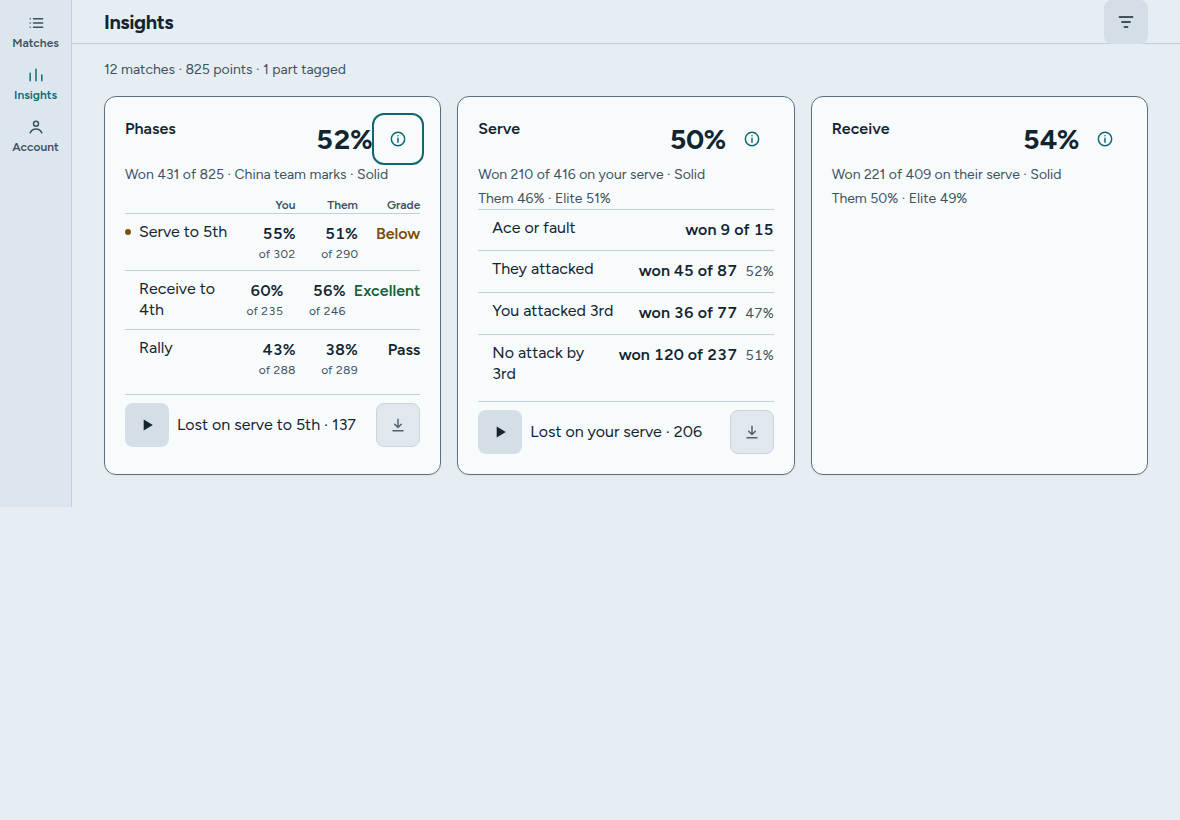 Matches
Insights
Account
Insights
12 matches · 825 points · 1 part tagged
Phases
52%
Won 431 of 825 · China team marks · Solid
You Them Grade
Serve to 5th 55% 51% Below
of 302 of 290
Receive to 60% 56% Excellent
4th of 235 of 246
Rally 43% 38% Pass
of 288 of 289
Lost on serve to 5th · 137
Serve
50%
Won 210 of 416 on your serve · Solid
Them 46% · Elite 51%
Ace or fault won 9 of 15
They attacked won 45 of 87 52%
You attacked 3rd won 36 of 77 47%
No attack by won 120 of 237 51%
3rd
Lost on your serve · 206
Receive
54%
Won 221 of 409 on their serve · Solid
Them 50% · Elite 49%